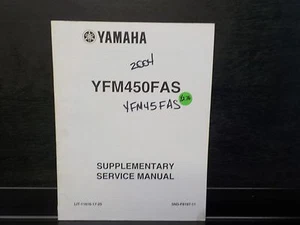 YAMAHA
2004
YFM450FAS
YFM45FAS
SUPPLEMENTARY
SERVICE MANUAL